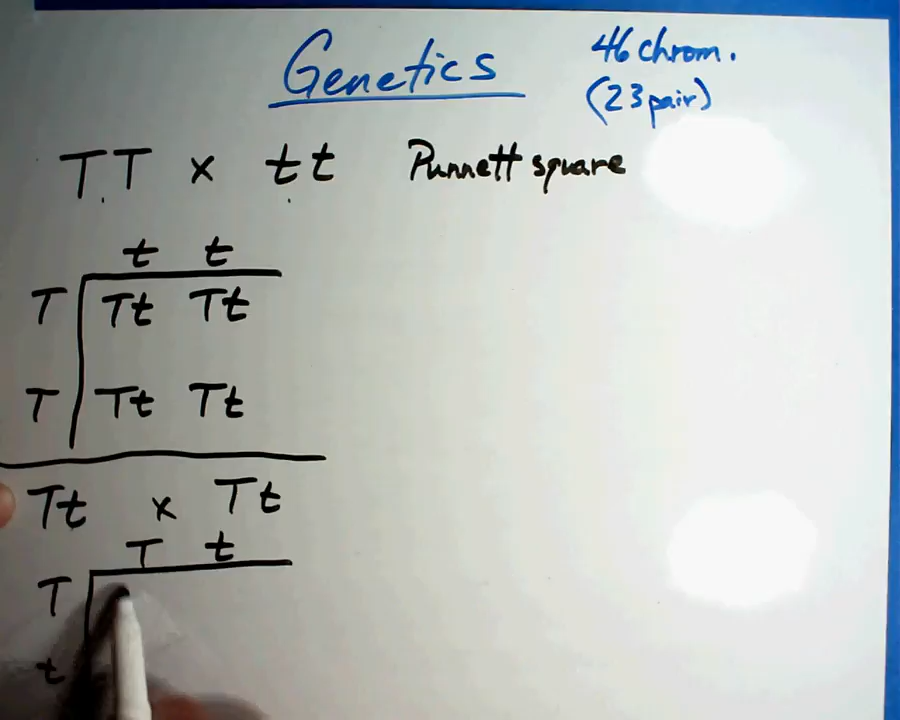 Genetics 46 chrom.
(23 pair)
TT x tt Punnett square
t t
T Tt Tt
T Tt Tt
Tt x Tt
T t
T
t